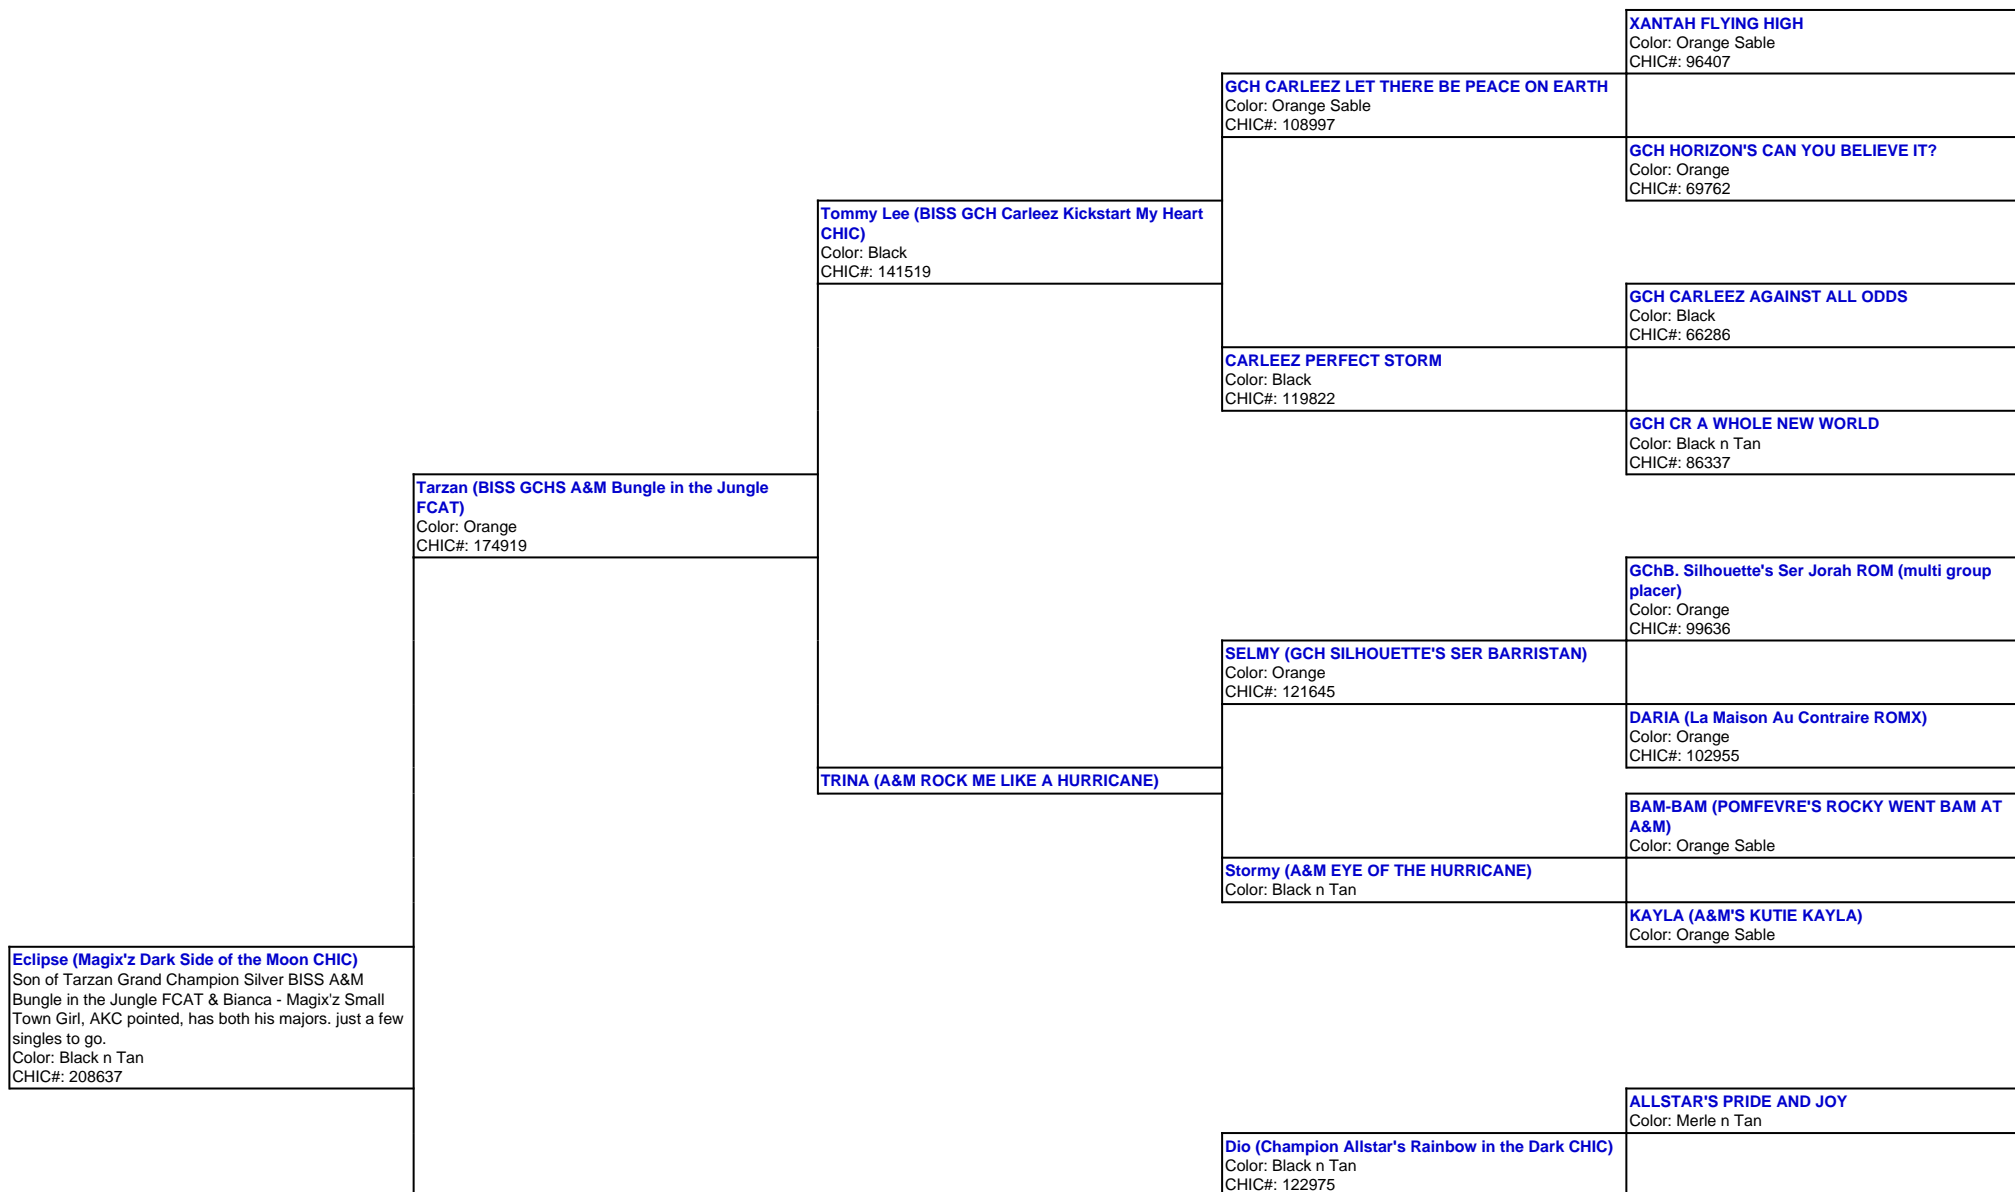 XANTAH FLYING HIGH
Color: Orange Sable
CHIC#: 96407
GCH CARLEEZ LET THERE BE PEACE ON EARTH
Color: Orange Sable
CHIC#: 108997
GCH HORIZON'S CAN YOU BELIEVE IT?
Color: Orange
CHIC#: 69762
Tommy Lee (BISS GCH Carleez Kickstart My Heart
CHIC)
Color: Black
CHIC#: 141519
GCH CARLEEZ AGAINST ALL ODDS
Color: Black
CHIC#: 66286
CARLEEZ PERFECT STORM
Color: Black
CHIC#: 119822
GCH CR A WHOLE NEW WORLD
Color: Black n Tan
CHIC#: 86337
Tarzan (BISS GCHS A&M Bungle in the Jungle
FCAT)
Color: Orange
CHIC#: 174919
GChB. Silhouette's Ser Jorah ROM (multi group
placer)
Color: Orange
CHIC#: 99636
SELMY (GCH SILHOUETTE'S SER BARRISTAN)
Color: Orange
CHIC#: 121645
DARIA (La Maison Au Contraire ROMX)
Color: Orange
CHIC#: 102955
TRINA (A&M ROCK ME LIKE A HURRICANE)
BAM-BAM (POMFEVRE'S ROCKY WENT BAM AT
A&M)
Color: Orange Sable
Stormy (A&M EYE OF THE HURRICANE)
Color: Black n Tan
KAYLA (A&M'S KUTIE KAYLA)
Color: Orange Sable
Eclipse (Magix'z Dark Side of the Moon CHIC)
Son of Tarzan Grand Champion Silver BISS A&M
Bungle in the Jungle FCAT & Bianca - Magix'z Small
Town Girl, AKC pointed, has both his majors. just a few
singles to go.
Color: Black n Tan
CHIC#: 208637
ALLSTAR'S PRIDE AND JOY
Color: Merle n Tan
Dio (Champion Allstar's Rainbow in the Dark CHIC)
Color: Black n Tan
CHIC#: 122975